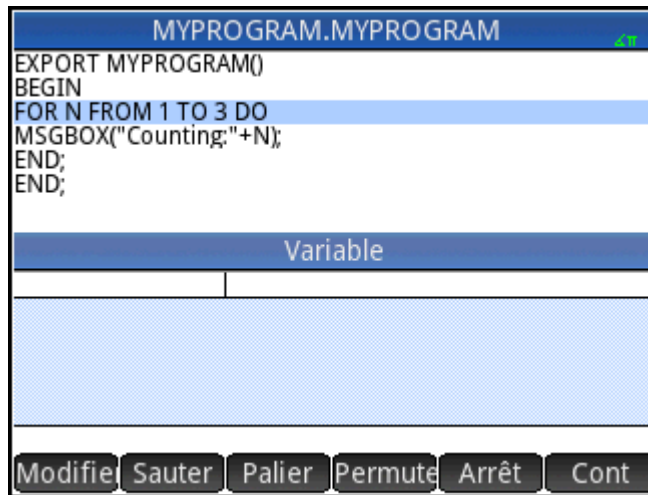 MYPROGRAM.MYPROGRAM
∡π
EXPORT MYPROGRAM()
BEGIN
FOR N FROM 1 TO 3 DO
MSGBOX("Counting:"+N);
END;
END;
Variable
Modifie Sauter Palier Permute Arrêt Cont